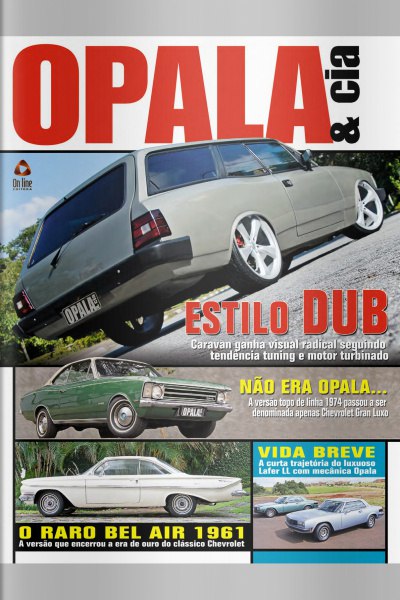 OPALA
& cia
On line
EDITORA
OPALA
ESTILO DUB
Caravan ganha visual radical seguindo
tendência tuning e motor turbinado
NÃO ERA OPALA...
A versão topo de linha 1974 passou a ser
denominada apenas Chevrolet Gran Luxo
OPALA
VIDA BREVE
A curta trajetória do luxuoso
Lafer LL com mecânica Opala
O RARO BEL AIR 1961
A versão que encerrou a era de ouro do clássico Chevrolet